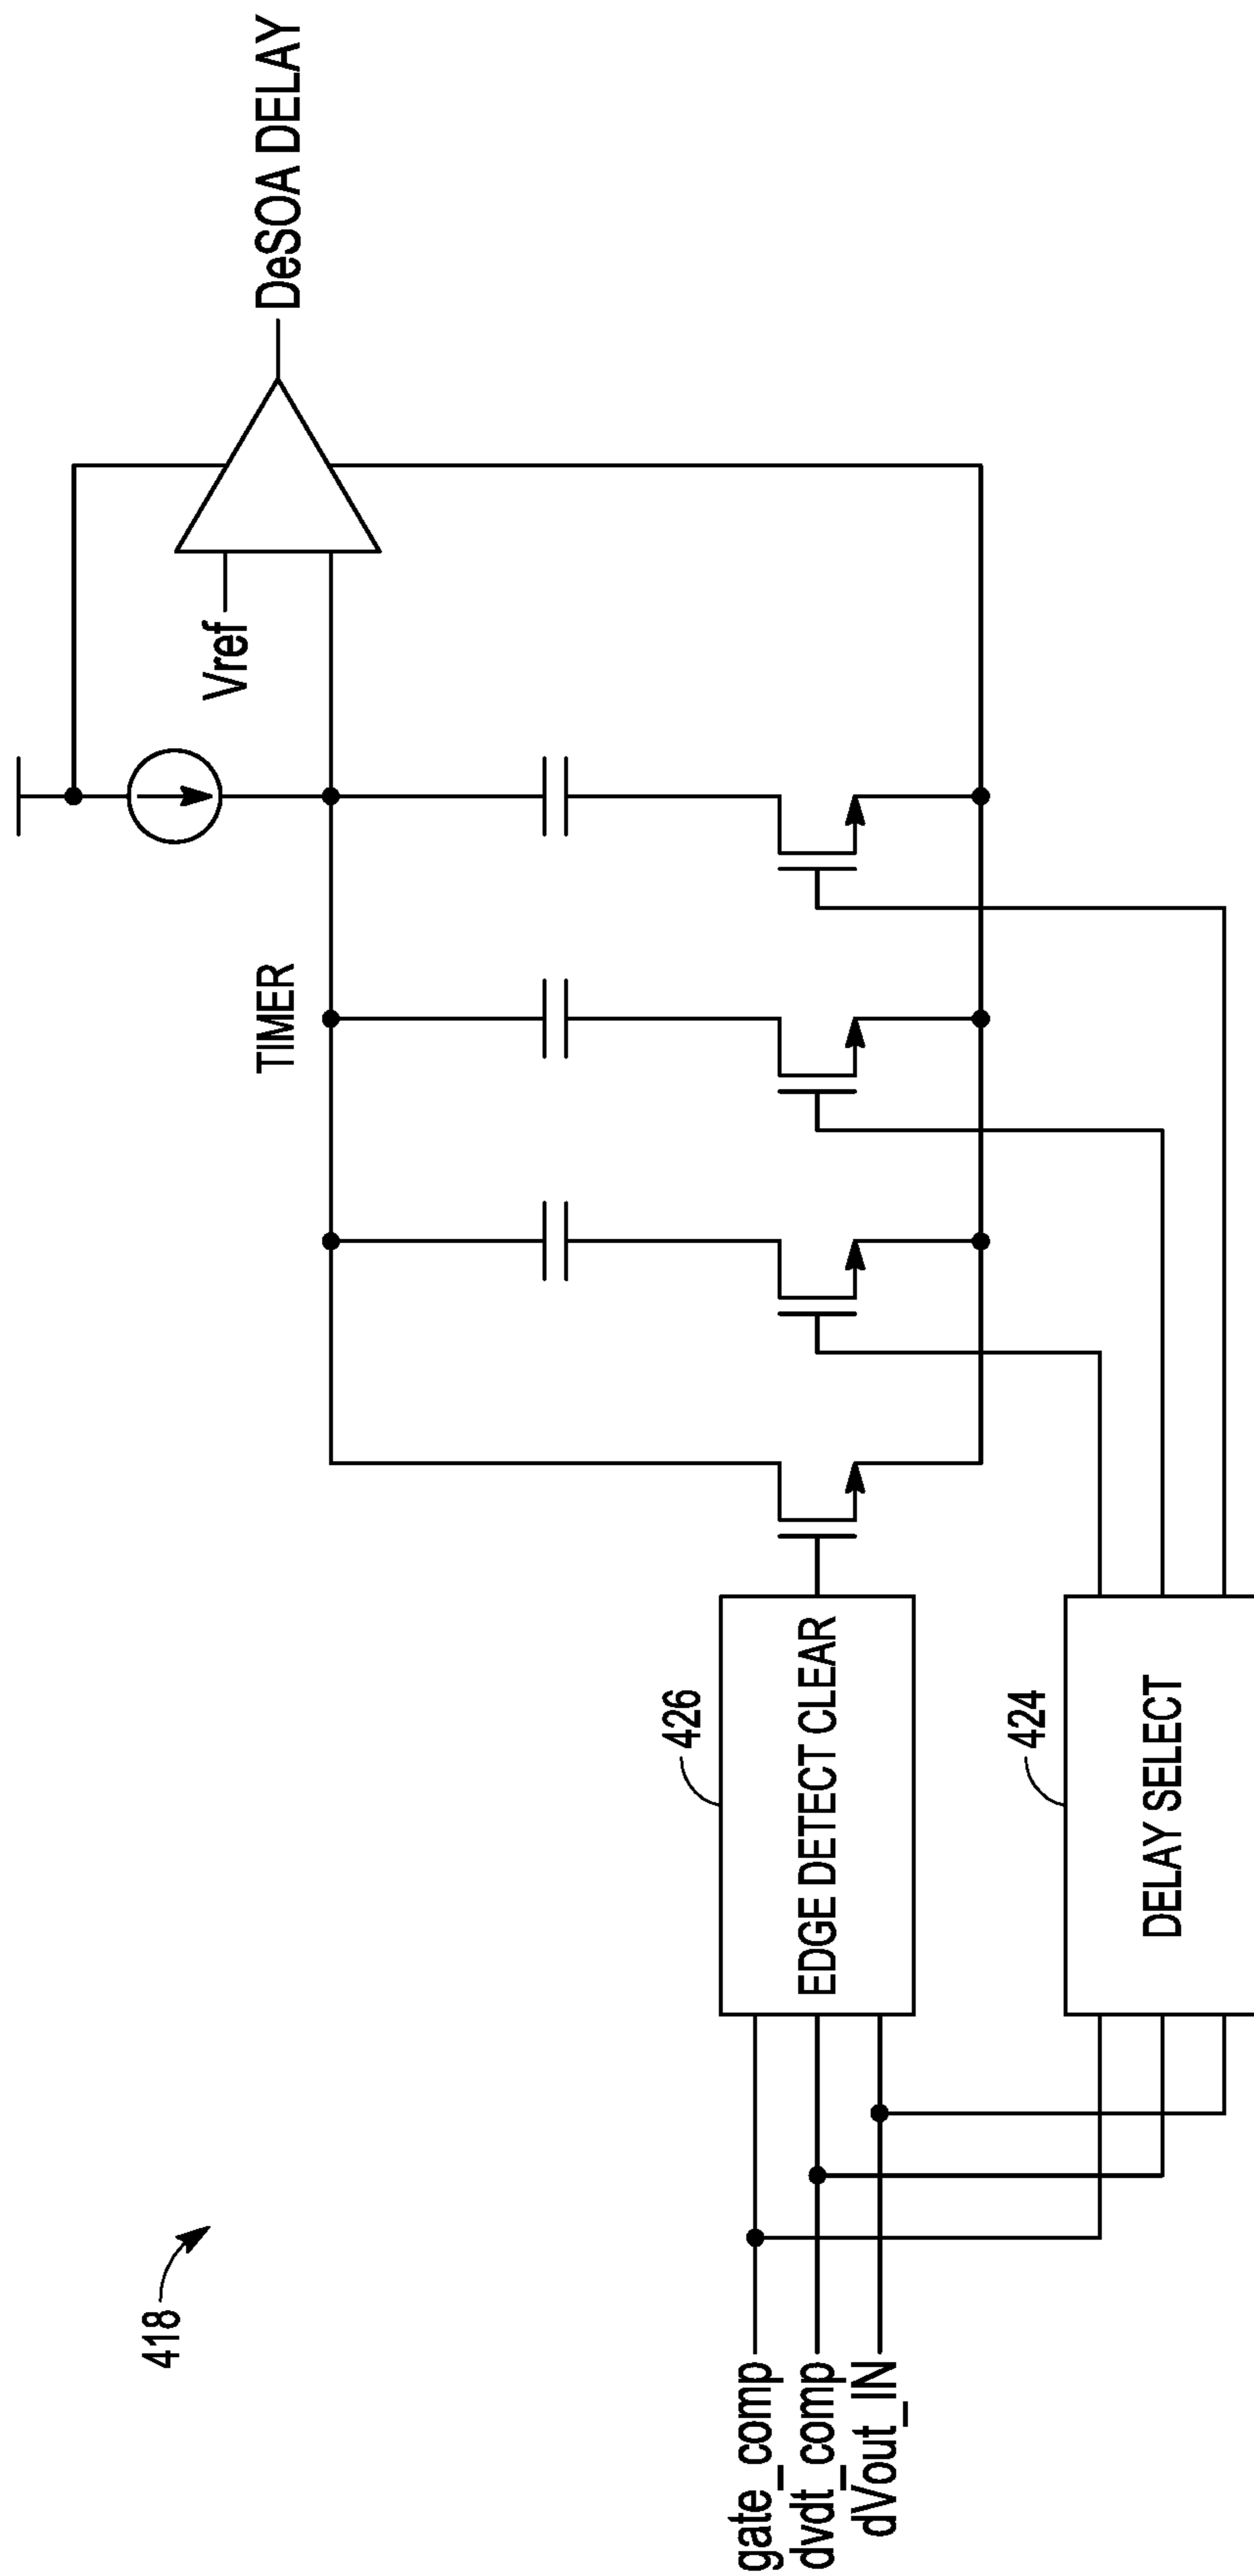 418
gate_comp
dvdt_comp
dVout_IN
426
EDGE DETECT CLEAR
424
DELAY SELECT
TIMER
Vref
DeSOA DELAY